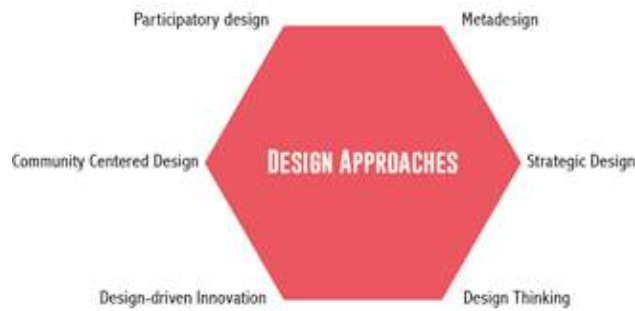 Participatory design
Metadesign
Community Centered Design
DESIGN APPROACHES
Strategic Design
Design-driven Innovation
Design Thinking